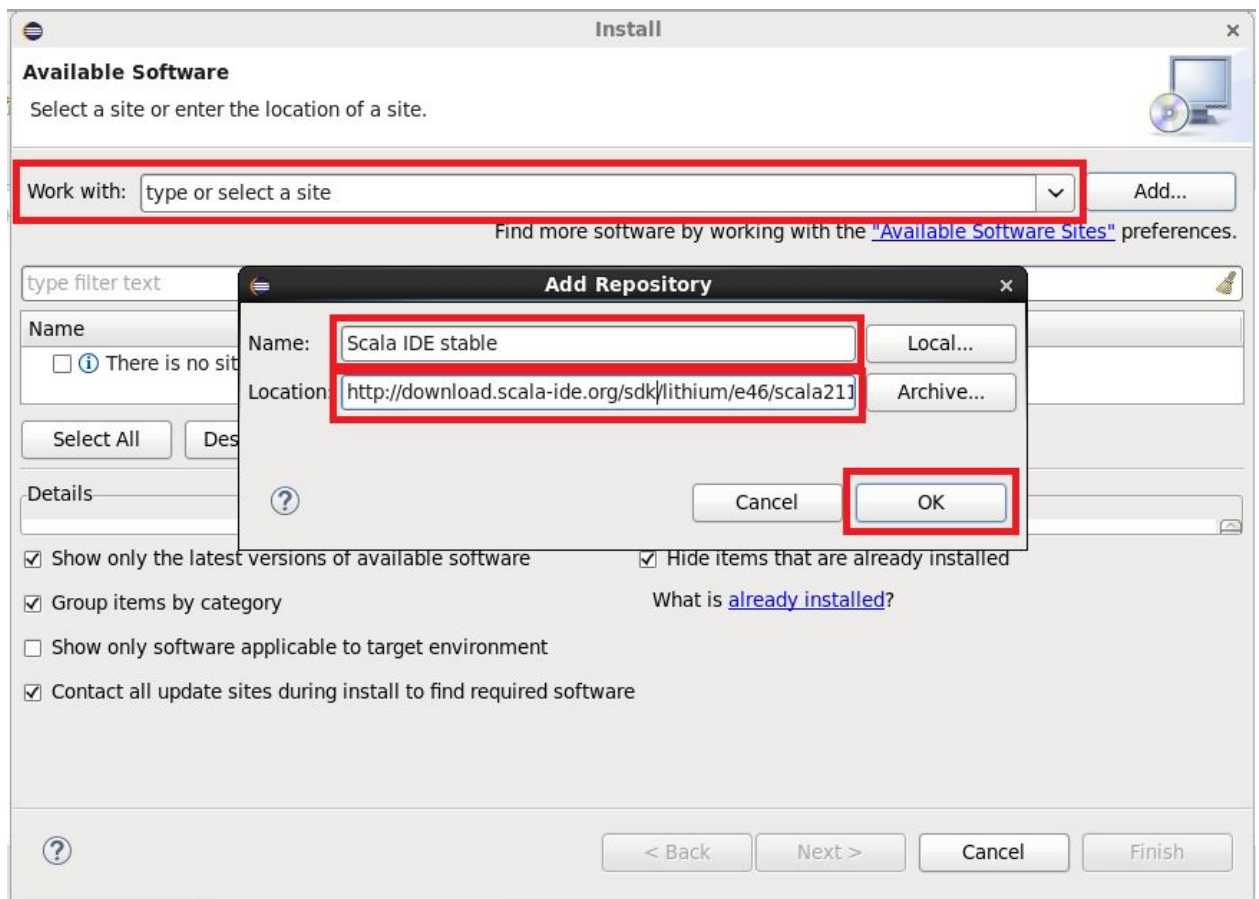 Install
Available Software
Select a site or enter the location of a site.
Work with: type or select a site Add...
Find more software by working with the "Available Software Sites" preferences.
type filter text
Name
There is no sit
Add Repository
Name: Scala IDE stable Local...
Location: http://download.scala-ide.org/sdk/lithium/e46/scala211 Archive...
Cancel OK
Select All Des
Details
Show only the latest versions of available software Hide items that are already installed
Group items by category What is already installed?
Show only software applicable to target environment
Contact all update sites during install to find required software
< Back Next > Cancel Finish